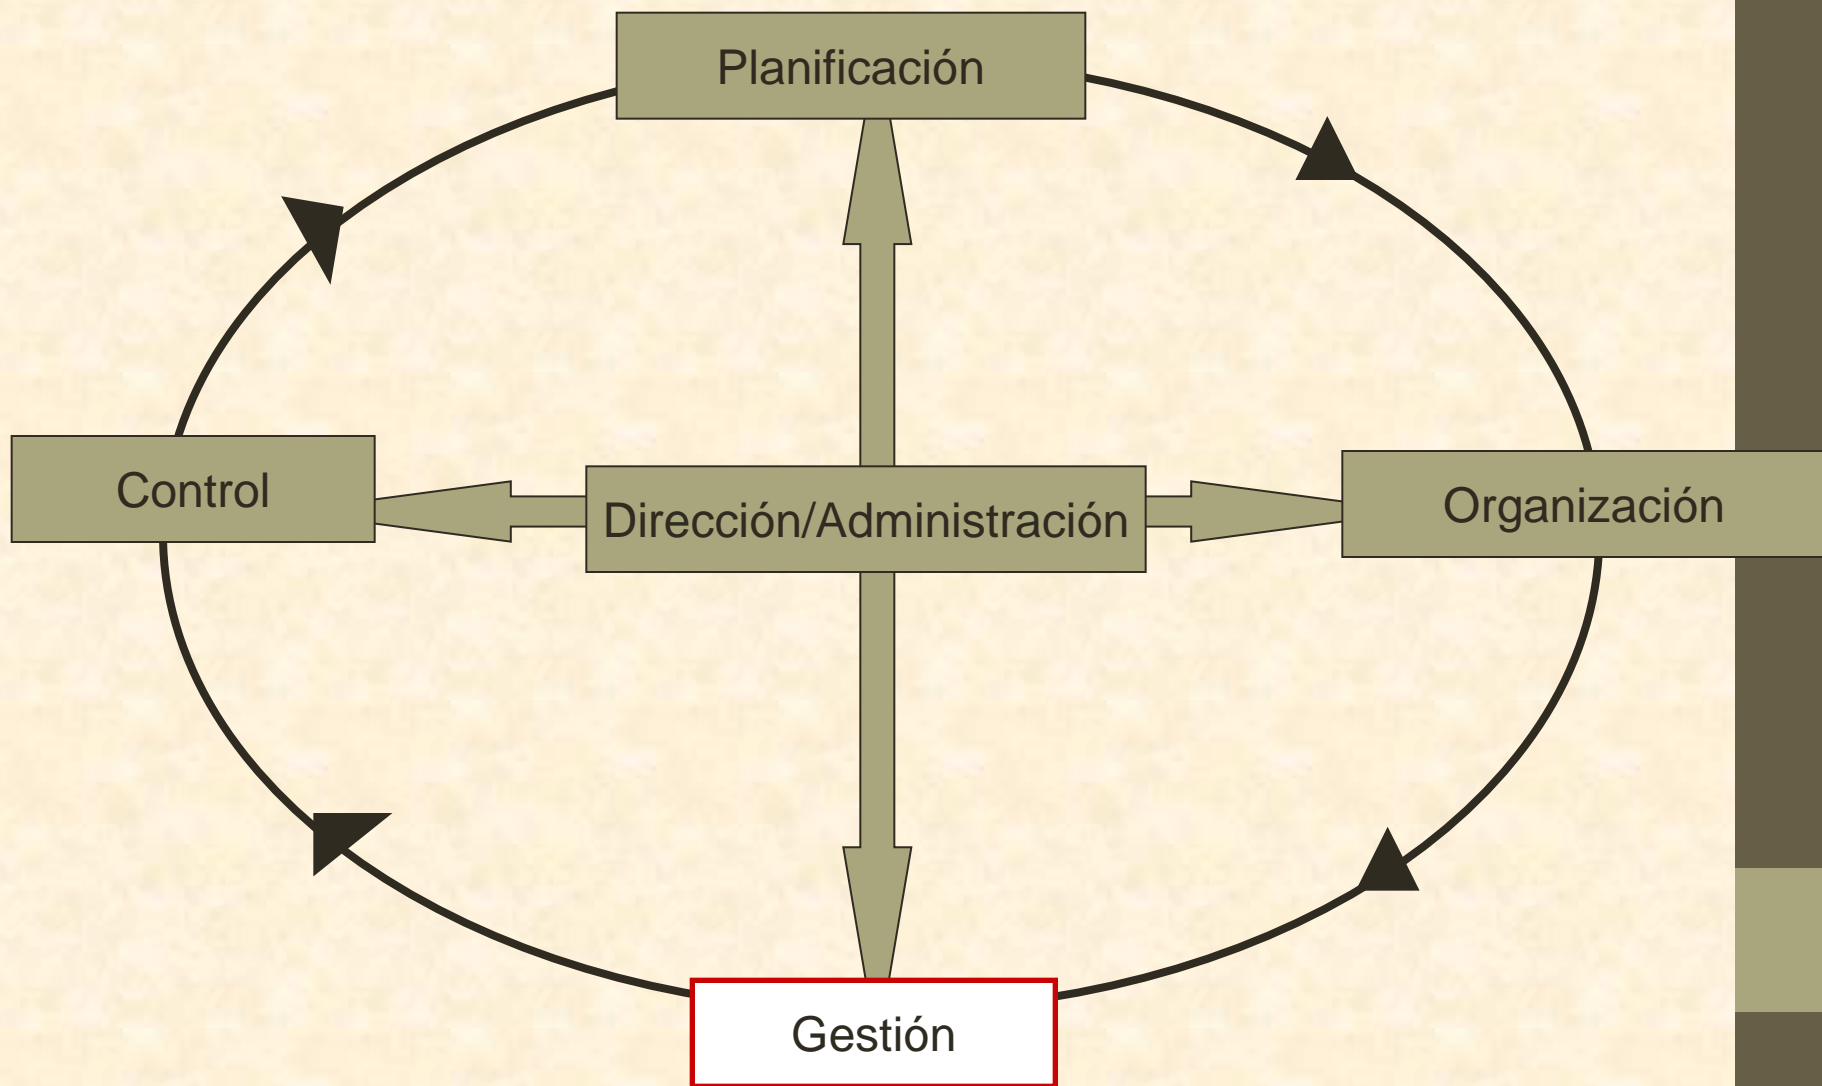 Planificación
Control
Dirección/Administración
Organización
Gestión